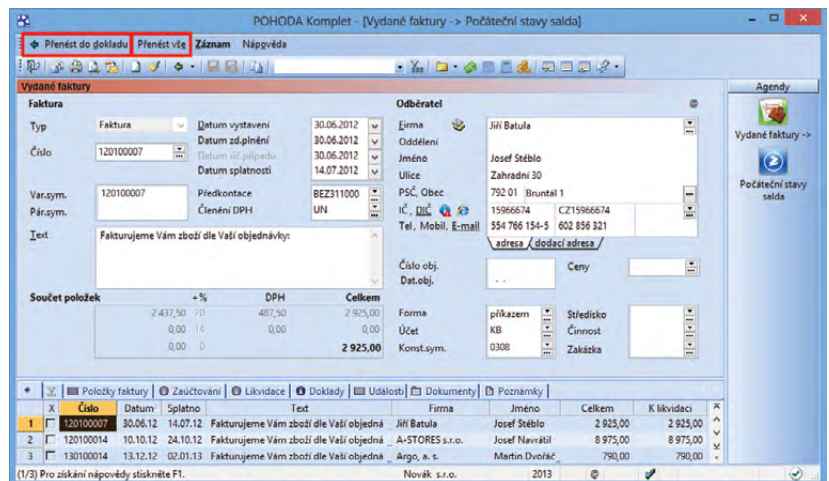 POHODA Komplet - [Vydané faktury -> Počáteční stavy salda]
Přenést do dokladu Přenést vše Záznam Nápověda
Vydané faktury
Agendy
Faktura
Odběratel
Typ Faktura Datum vystavení 30.06.2012 Firma Jiří Batula
Datum zd.plnění 30.06.2012 Oddělení
Číslo 120100007 Datum úč.případu 30.06.2012 Jméno Josef Stéblo
Datum splatnosti 14.07.2012 Ulice Zahradní 30
Var.sym. 120100007 Předkontace BEZ311000 PSČ, Obec 792 01 Bruntál 1
Pár.sym. Členění DPH UN IČ, DIČ 15966674 CZ15966674
Tel, Mobil, E-mail 554 766 154-5 602 856 321
Text Fakturujeme Vám zboží dle Vaší objednávky:
adresa dodací adresa
Číslo obj. Ceny
Dat.obj. . .
Součet položek +% DPH Celkem
2 437,50 20 487,50 2 925,00 Forma příkazem Středisko
0,00 14 0,00 0,00 Účet KB Činnost
0,00 0 2 925,00 Konst.sym. 0308 Zakázka
Vydané faktury ->
Počáteční stavy
salda
Položky faktury Zaúčtování Likvidace Doklady Události Dokumenty Poznámky
X Číslo Datum Splatno Text Firma Jméno Celkem K likvidaci
1 120100007 30.06.12 14.07.12 Fakturujeme Vám zboží dle Vaší objedná Jiří Batula Josef Stéblo 2 925,00 2 925,00
2 120100014 10.10.12 24.10.12 Fakturujeme Vám zboží dle Vaší objedná _ A-STORES s.r.o. Josef Navrátil 8 975,00 8 975,00
3 130100014 13.12.12 02.01.13 Fakturujeme Vám zboží dle Vaší objedná _ Argo, a. s. Martin Dvořáč_ 790,00 790,00
(1/3) Pro získání nápovědy stiskněte F1. Novák s.r.o. 2013 @